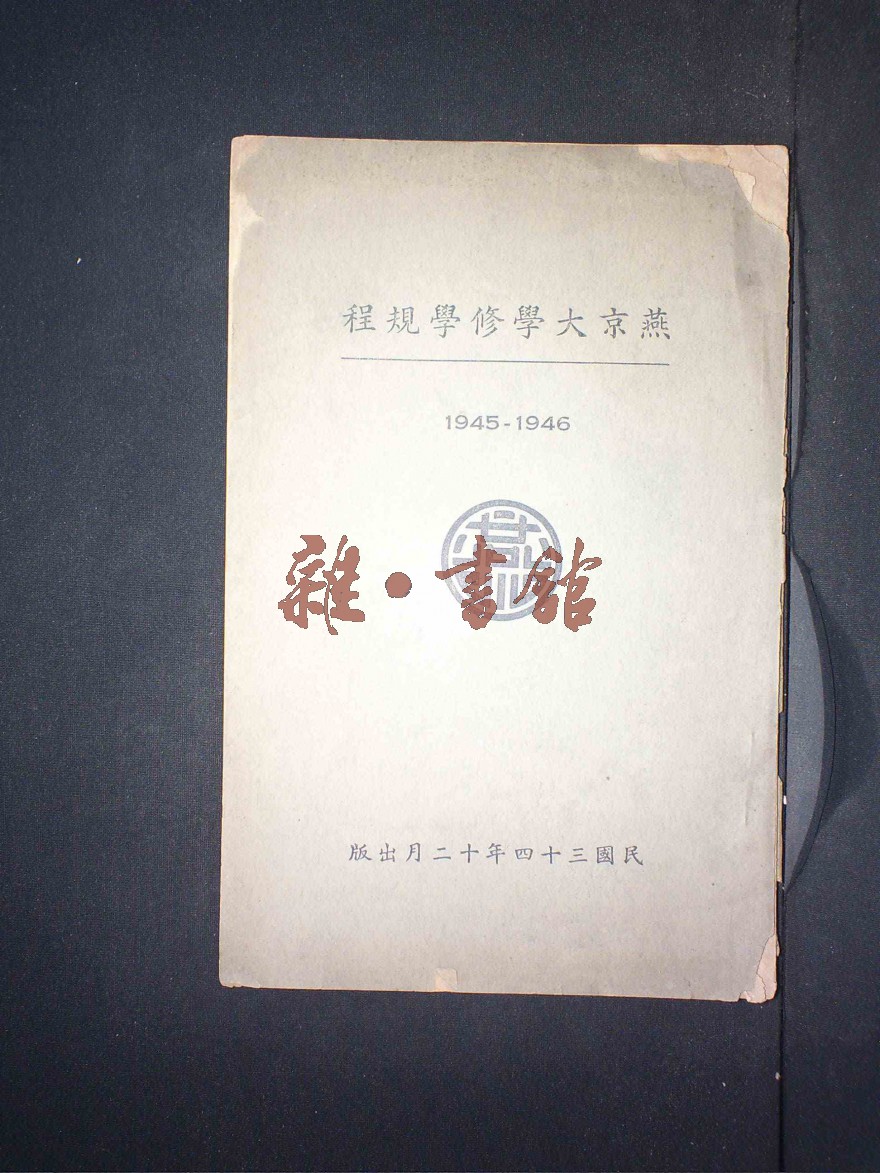 燕京大學修學規程
1945-1946
燕
雜·書館
民國三十四年十二月出版